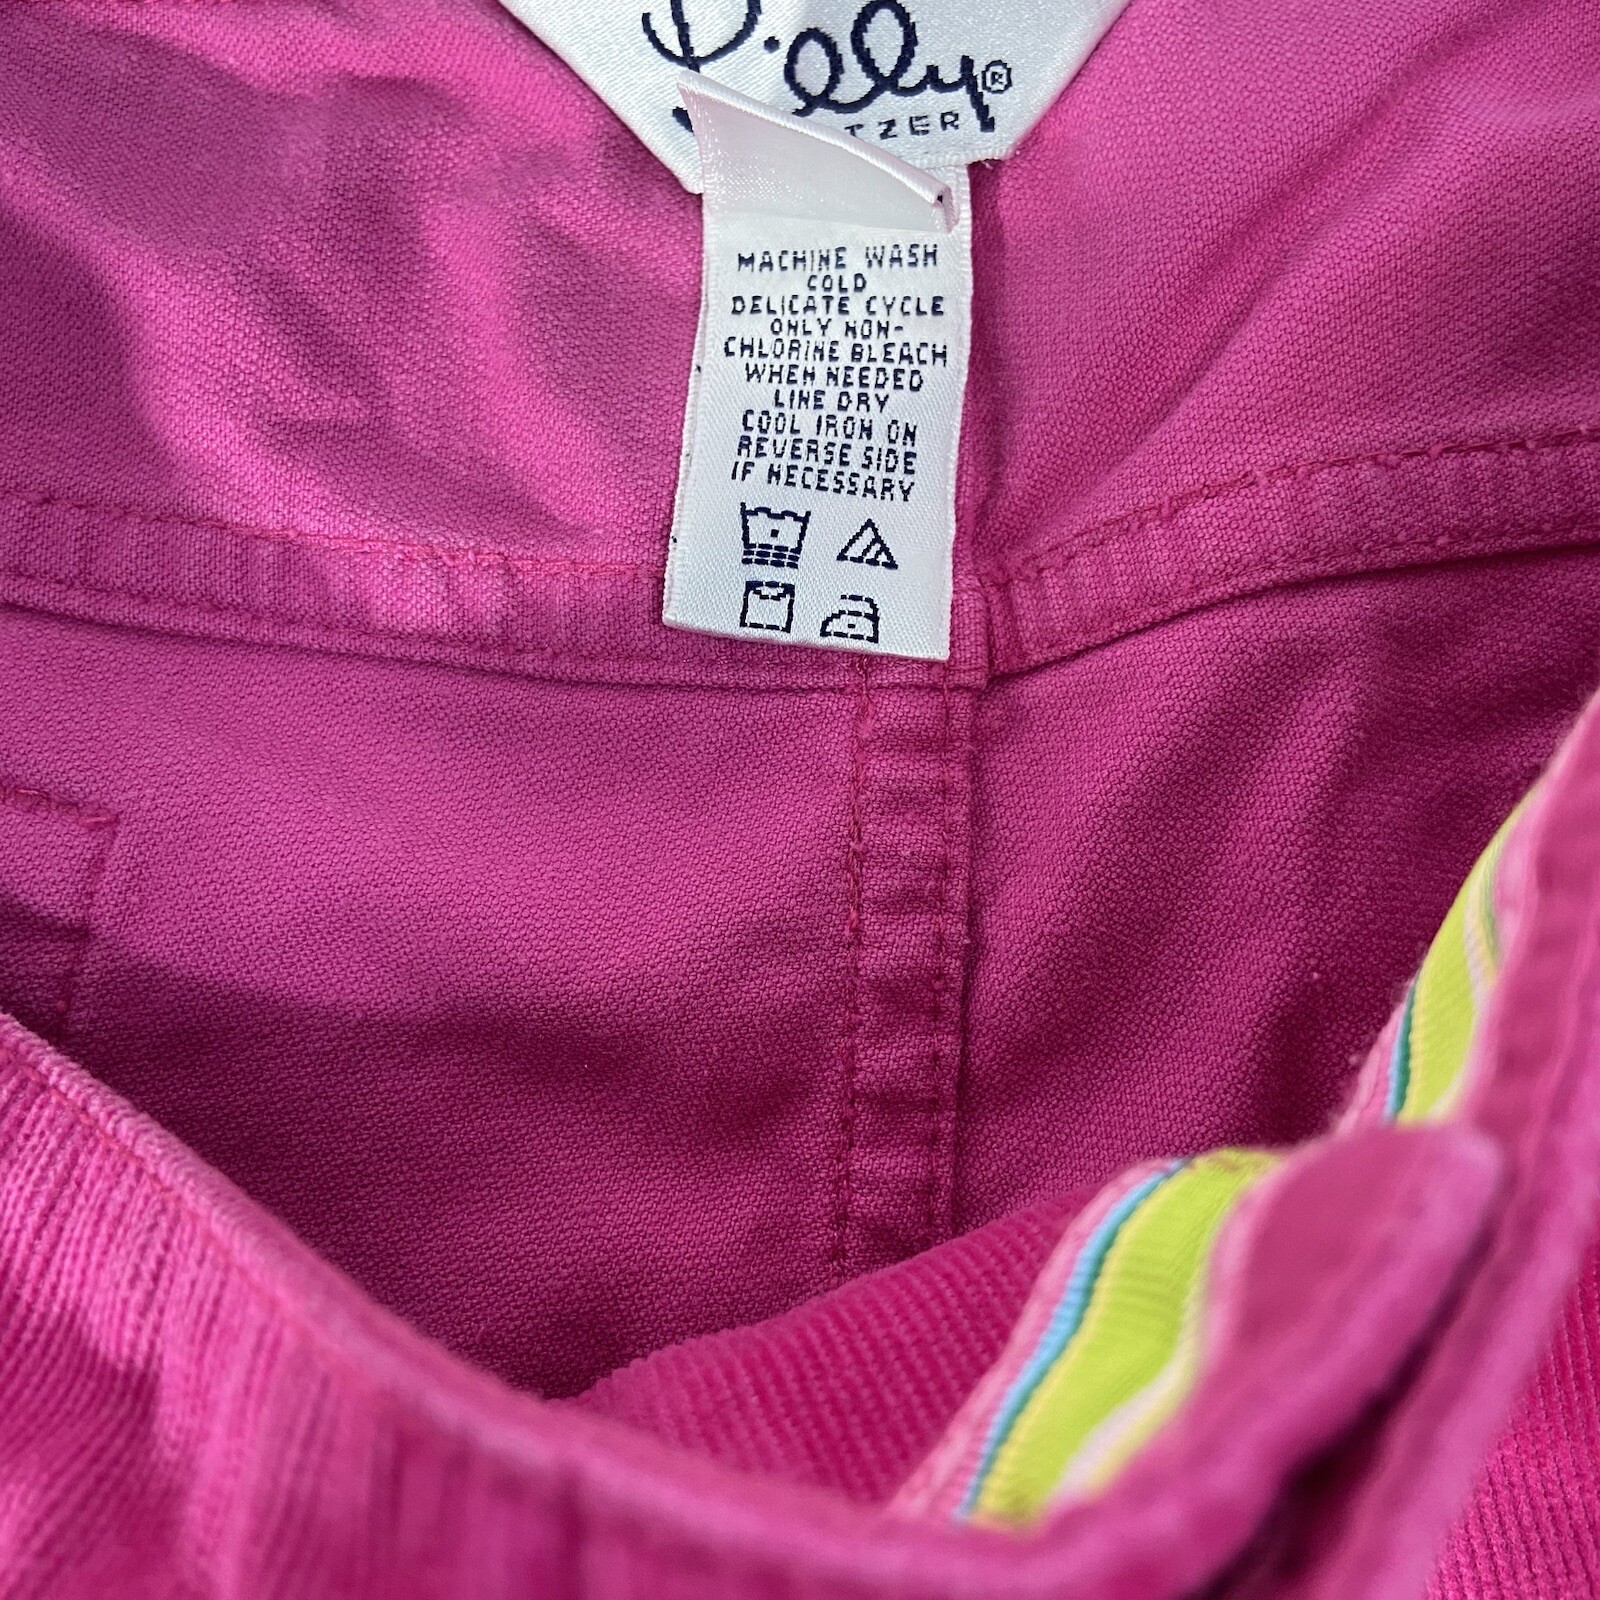 Lilly®
TZER
MACHINE WASH
COLD
DELICATE CYCLE
ONLY NON-
CHLORINE BLEACH
WHEN NEEDED
LINE DRY
COOL IRON ON
REVERSE SIDE
IF NECESSARY